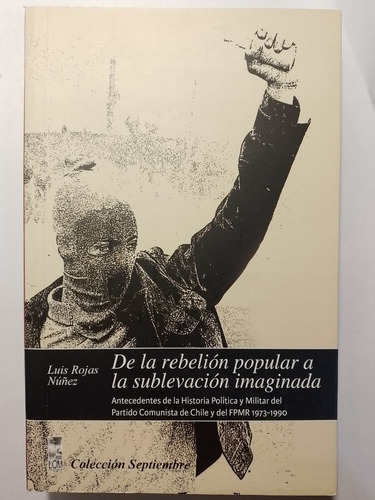 Luis Rojas
Núñez
De la rebelión popular a
la sublevación imaginada
Antecedentes de la Historia Política y Militar del
Partido Comunista de Chile y del FPMR 1973-1990
LOM
Colección Septiembre